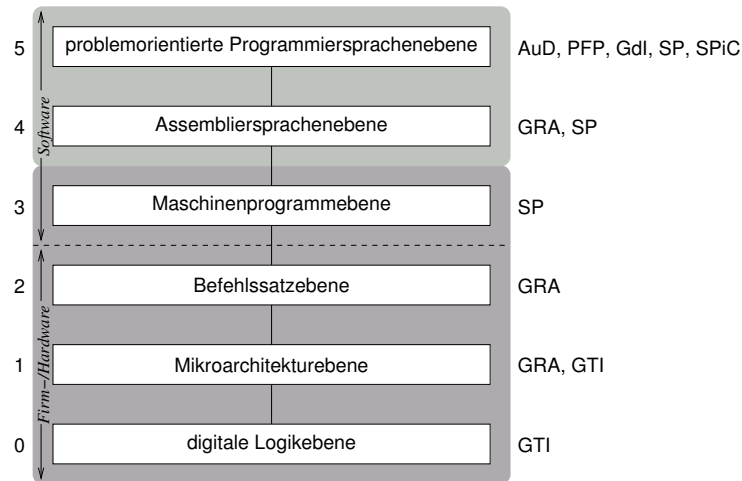 5 problemorientierte Programmiersprachenebene AuD, PFP, GdI, SP, SPiC
4 Assembliersprachenebene GRA, SP
Software
3 Maschinenprogrammebene SP
2 Befehlssatzebene GRA
1 Mikroarchitekturebene GRA, GTI
Firm-/Hardware
0 digitale Logikebene GTI